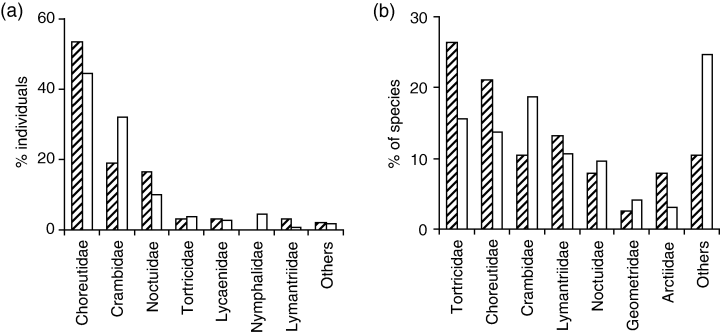 (a)
% individuals
60
40
20
0
Choreutidae
Crambidae
Noctuidae
Tortricidae
Lycaenidae
Nymphalidae
Lymantriidae
Others
(b)
% of species
30
20
10
0
Tortricidae
Choreutidae
Crambidae
Lymantriidae
Noctuidae
Geometridae
Arctiidae
Others